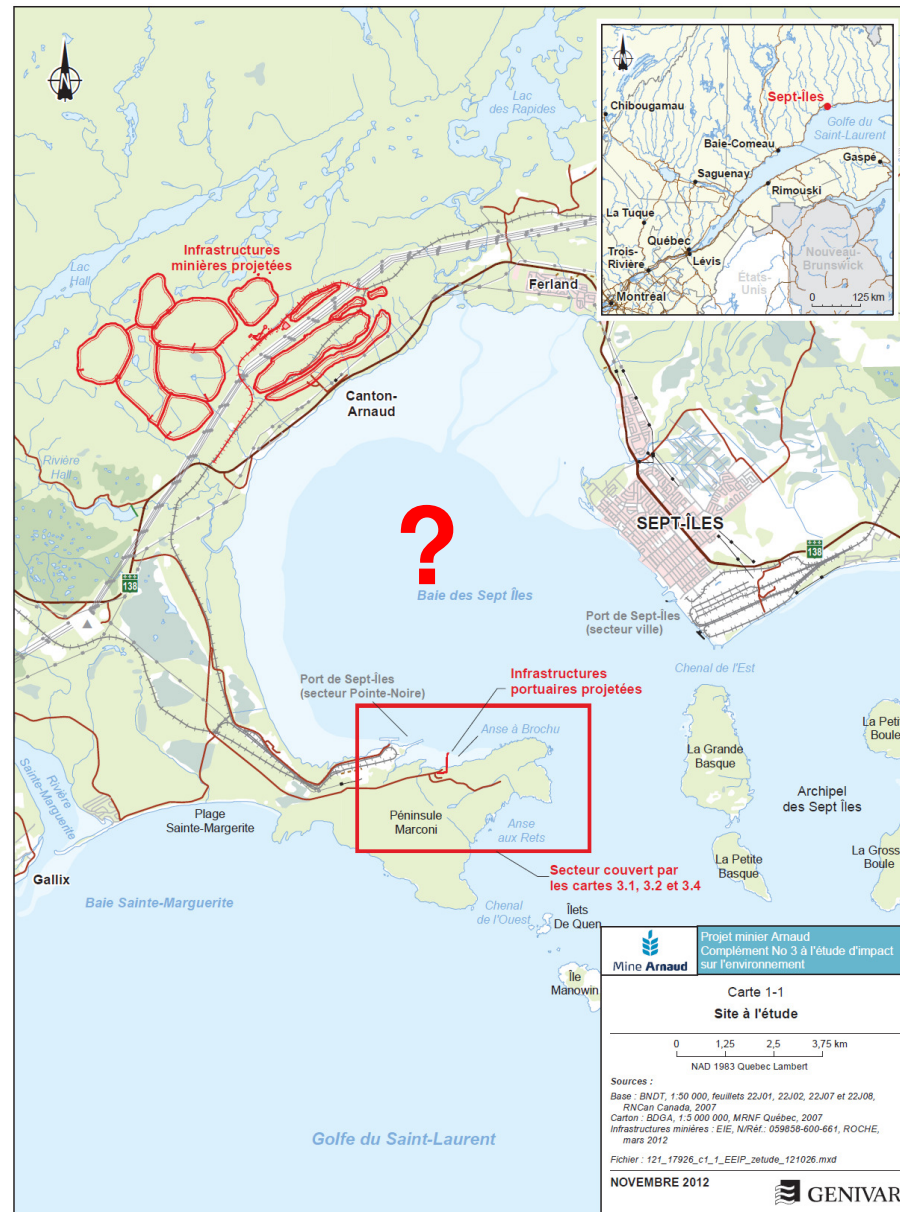 N
Lac
des Rapides
Infrastructures
minières projetées
Lac
Hall
Ferland
Canton-
Arnaud
Rivière
Hall
?
SEPT-ÎLES
138
138
Baie des Sept Îles
Port de Sept-Îles
(secteur ville)
Chenal de l'Est
Port de Sept-Îles
(secteur Pointe-Noire)
Infrastructures
portuaires projetées
Anse à Brochu
La Petit
Boule
La Grande
Basque
Archipel
des Sept Îles
Rivière
Sainte-Marguerite
Plage
Sainte-Margerite
Péninsule
Marconi
Anse
aux Rets
La Petite
Basque
La Gross
Boule
Secteur couvert par
les cartes 3.1, 3.2 et 3.4
Gallix
Baie Sainte-Marguerite
Chenal
de l'Ouest
Îlets
De Quen
Île
Manowin
Golfe du Saint-Laurent
N
Sept-Îles
Chibougamau
Golfe du
Saint-Laurent
Baie-Comeau
Gaspé
Saguenay
Rimouski
La Tuque
Québec
Trois-
Rivière
Lévis
États-
Unis
Nouveau-
Brunswick
Montréal
0 125 km
Mine Arnaud
Projet minier Arnaud
Complément No 3 à l'étude d'impact
sur l'environnement
Carte 1-1
Site à l'étude
0 1,25 2,5 3,75 km
NAD 1983 Quebec Lambert
Sources :
Base : BNDT, 1:50 000, feuillets 22J01, 22J02, 22J07 et 22J08,
RNCan Canada, 2007
Carton : BDGA, 1:5 000 000, MRNF Québec, 2007
Infrastructures minières : EIE, N/Réf.: 059858-600-661, ROCHE,
mars 2012
Fichier : 121_17926_c1_1_EEIP_zetude_121026.mxd
NOVEMBRE 2012
GENIVAR